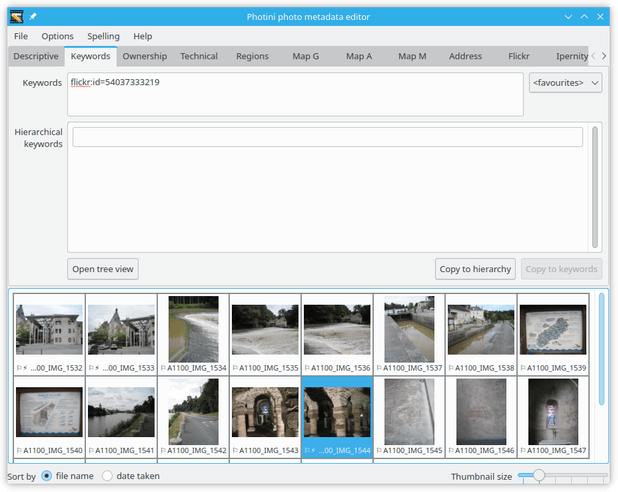 Photini photo metadata editor
File Options Spelling Help
Descriptive Keywords Ownership Technical Regions Map G Map A Map M Address Flickr Ipernity
Keywords flickr:id=54037333219 <favourites>
Hierarchical
keywords
Open tree view Copy to hierarchy Copy to keywords
...00_IMG_1532 ...00_IMG_1533 A1100_IMG_1534 A1100_IMG_1535 A1100_IMG_1536 A1100_IMG_1537 A1100_IMG_1538 A1100_IMG_1539
A1100_IMG_1540 A1100_IMG_1541 A1100_IMG_1542 A1100_IMG_1543 ...00_IMG_1544 A1100_IMG_1545 A1100_IMG_1546 A1100_IMG_1547
Sort by file name date taken Thumbnail size